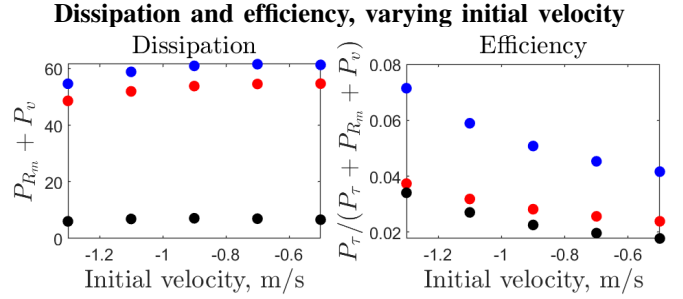 Dissipation and efficiency, varying initial velocity
Dissipation
P_{R_m} + P_v
60
40
20
0
-1.2 -1 -0.8 -0.6
Initial velocity, m/s
Efficiency
P_τ/(P_τ + P_{R_m} + P_v)
0.08
0.06
0.04
0.02
-1.2 -1 -0.8 -0.6
Initial velocity, m/s